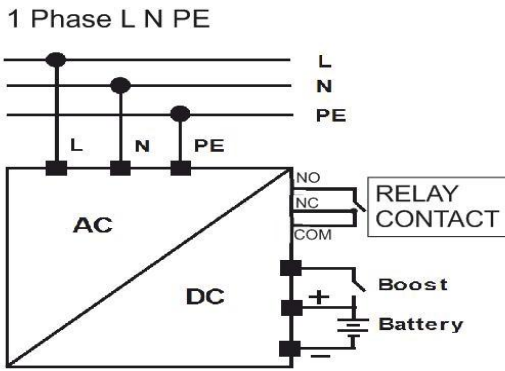 1 Phase L N PE
L
N
PE
L N PE
NO
NC
COM
RELAY
CONTACT
AC
DC
Boost
+
Battery
–